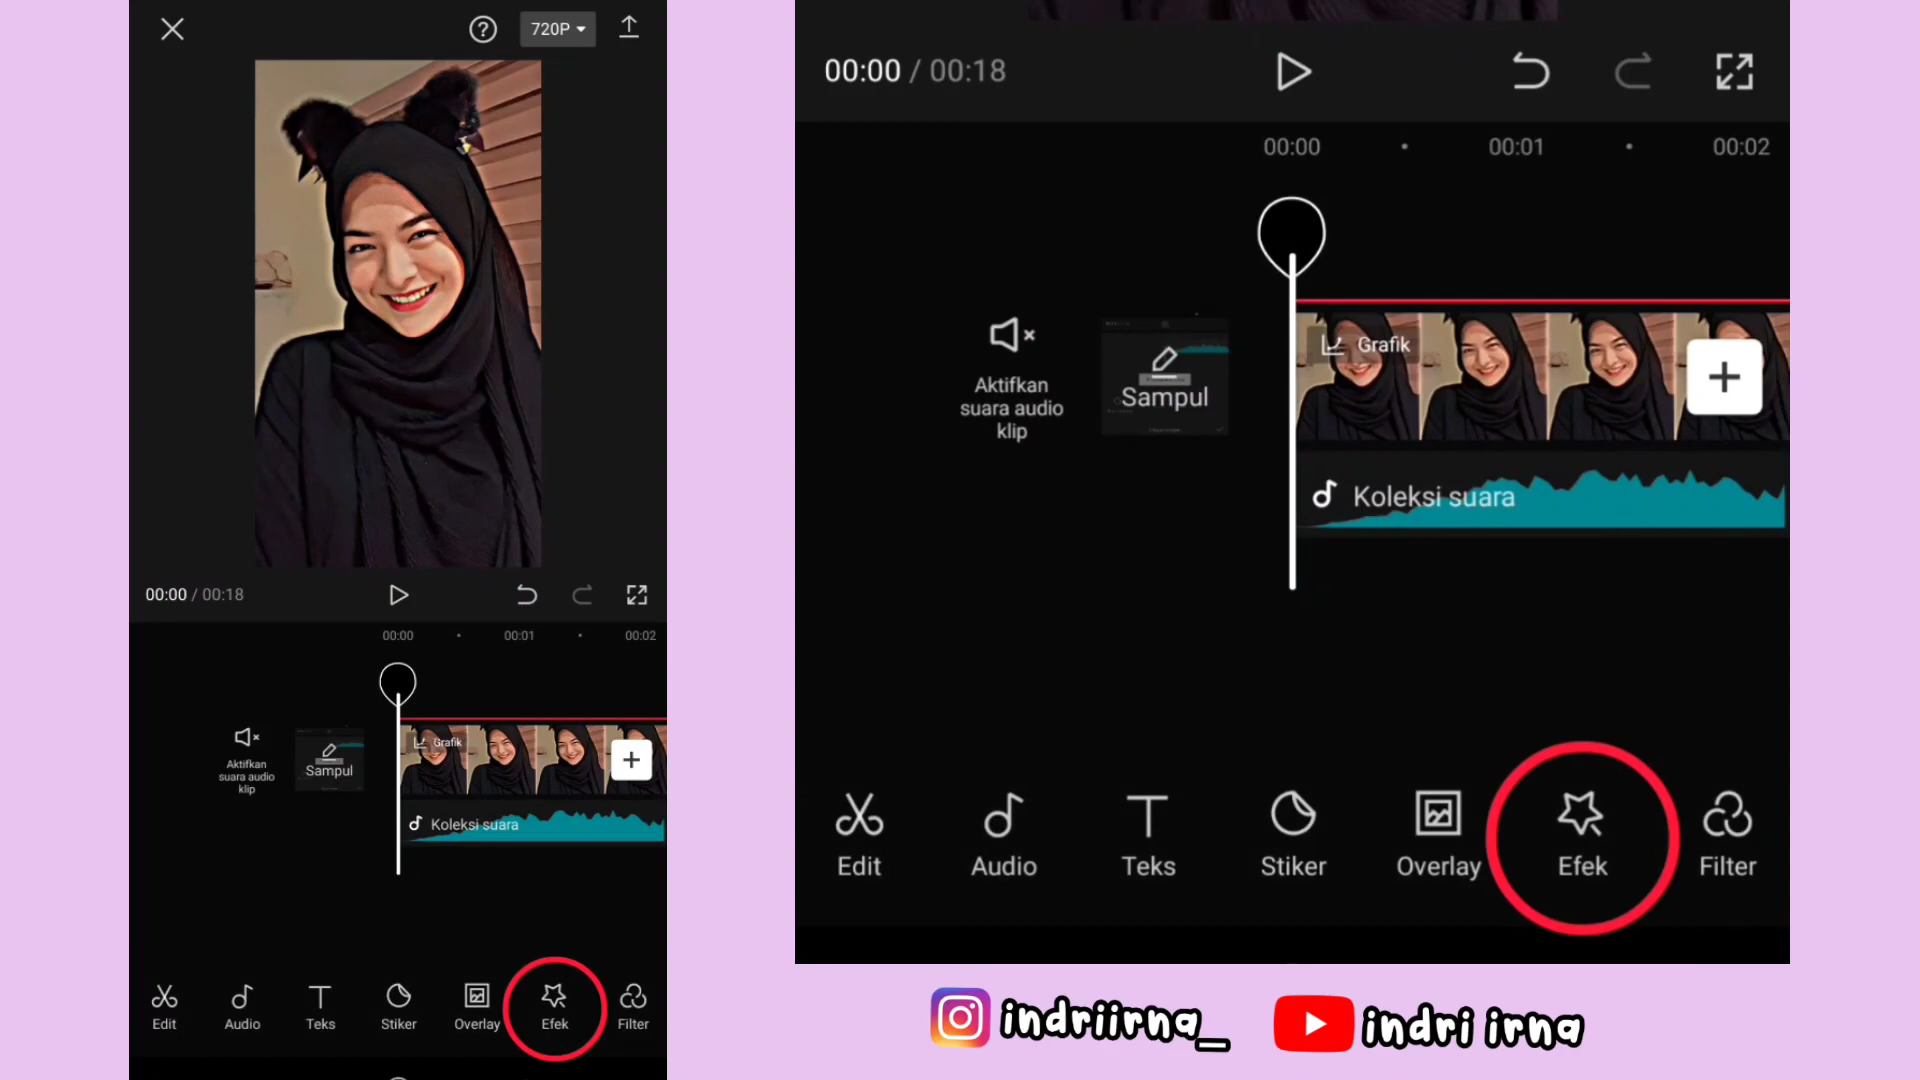 720P
00:00 / 00:18
00:00 00:01 00:02
Aktifkan
suara audio
klip
Sampul
Grafik
Koleksi suara
Edit Audio Teks Stiker Overlay Efek Filter
00:00 / 00:18
00:00 00:01 00:02
Aktifkan
suara audio
klip
Sampul
Grafik
Koleksi suara
Edit Audio Teks Stiker Overlay Efek Filter
indriirna_ indri irna